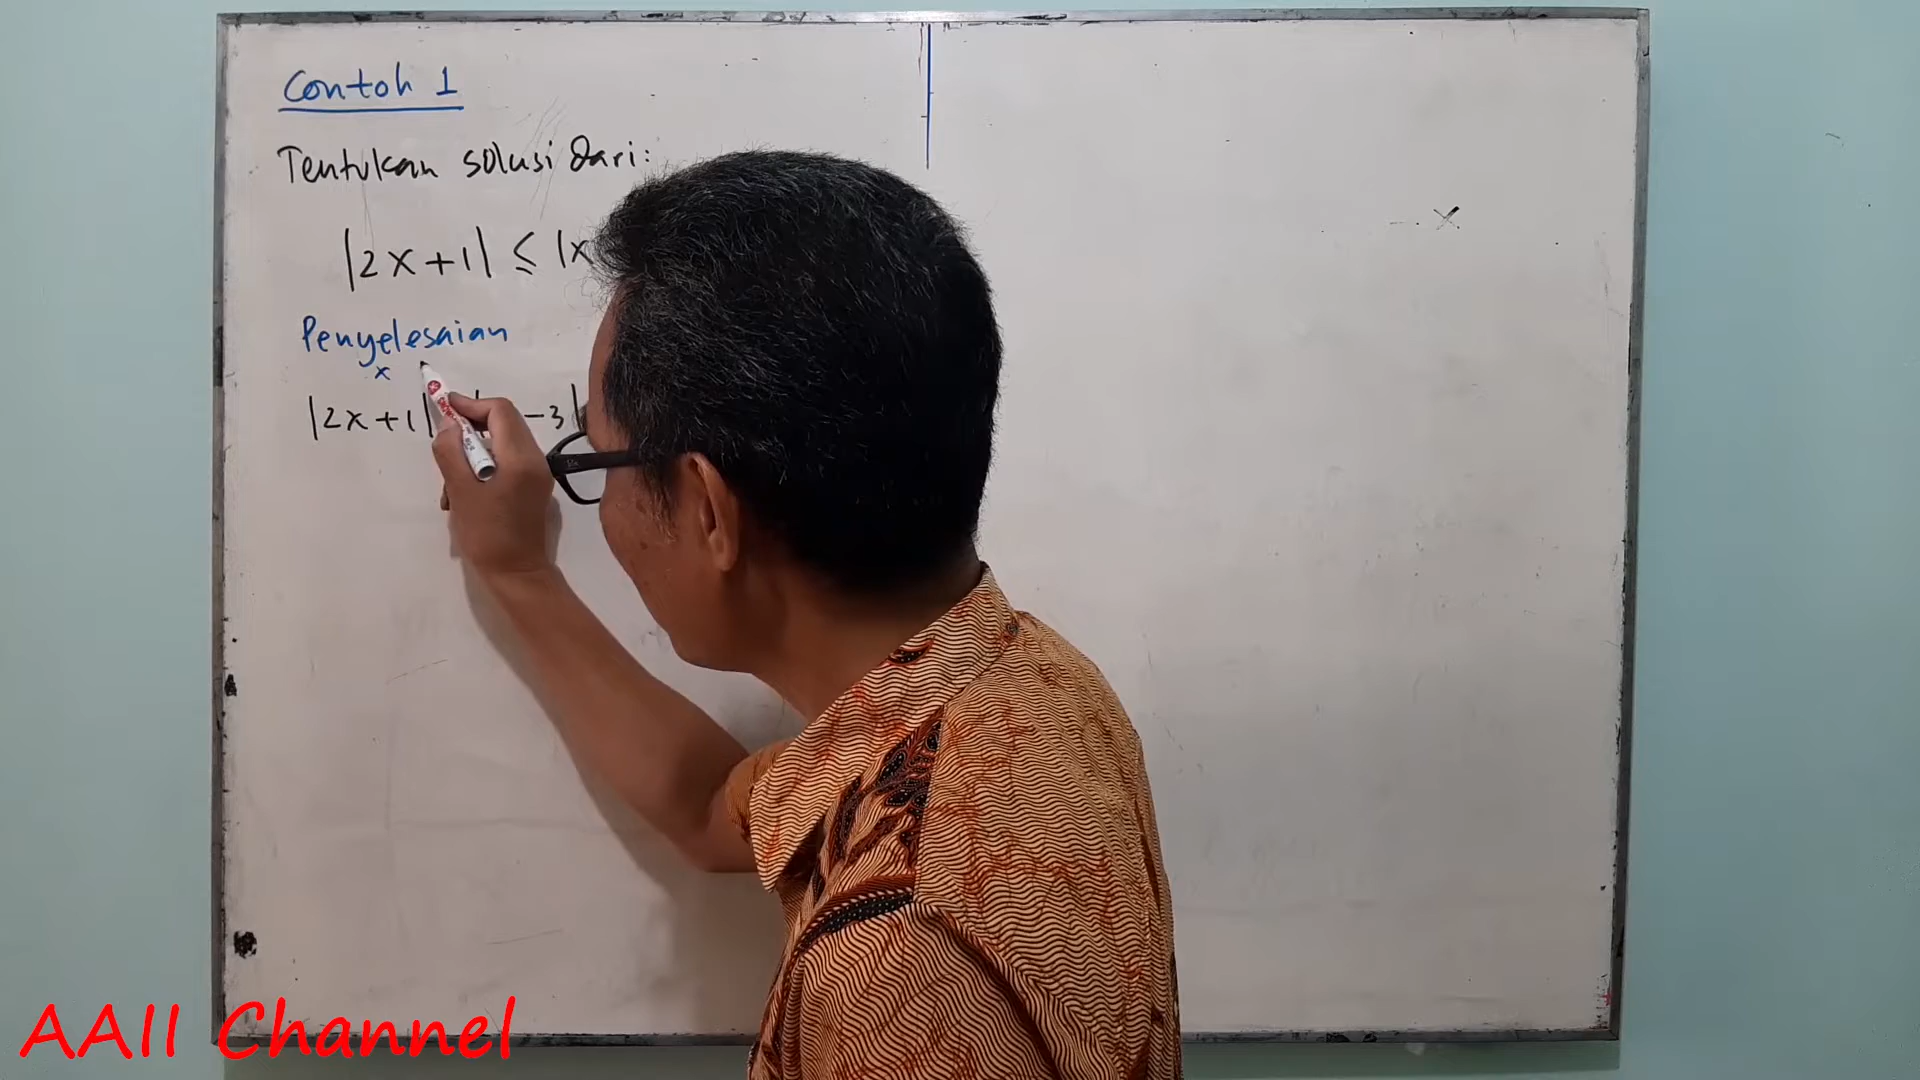 Contoh 1
Tentukan solusi dari:
|2x+1| ≤ |x
Penyelesaian
x
|2x+1| -3|
AAII Channel